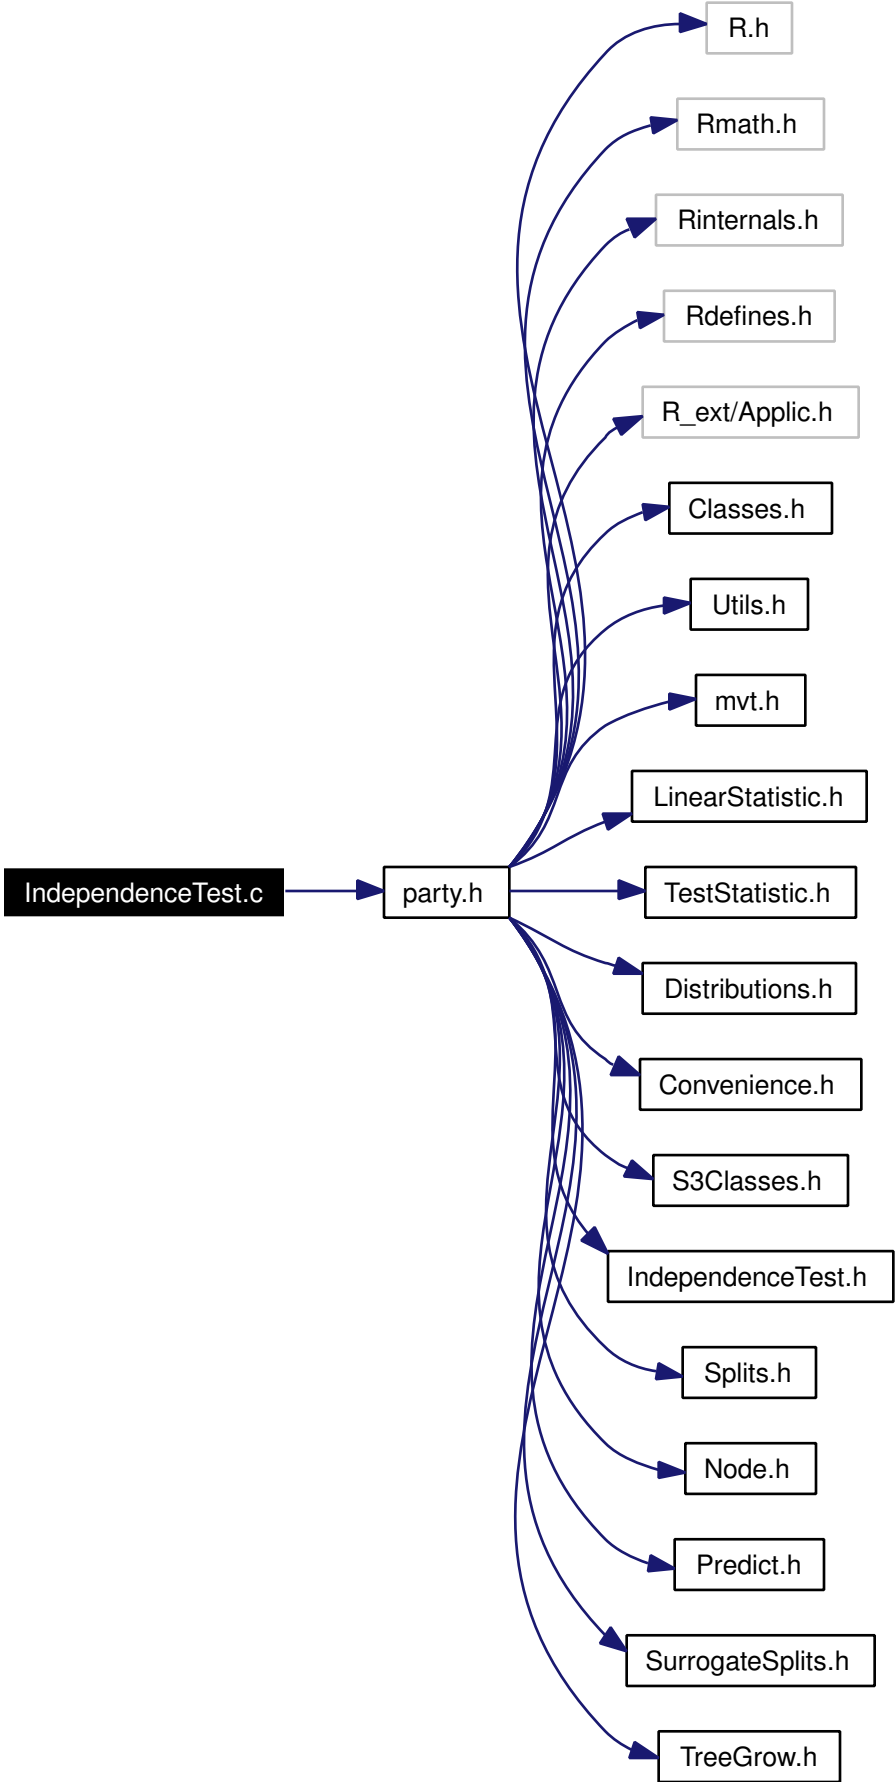 R.h
Rmath.h
Rinternals.h
Rdefines.h
R_ext/Applic.h
Classes.h
Utils.h
mvt.h
LinearStatistic.h
IndependenceTest.c
party.h
TestStatistic.h
Distributions.h
Convenience.h
S3Classes.h
IndependenceTest.h
Splits.h
Node.h
Predict.h
SurrogateSplits.h
TreeGrow.h